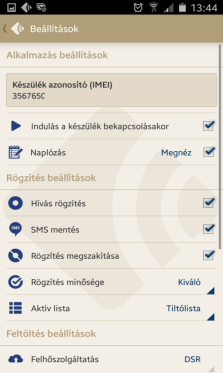 13:44
Beállítások
Alkalmazás beállítások
Készülék azonosító (IMEI)
356765C
Indulás a készülék bekapcsolásakor
Naplózás Megnéz
Rögzítés beállítások
Hívás rögzítés
SMS mentés
Rögzítés megszakítása
Rögzítés minősége Kiváló
Aktív lista Tiltólista
Feltöltés beállítások
Felhőszolgáltatás DSR